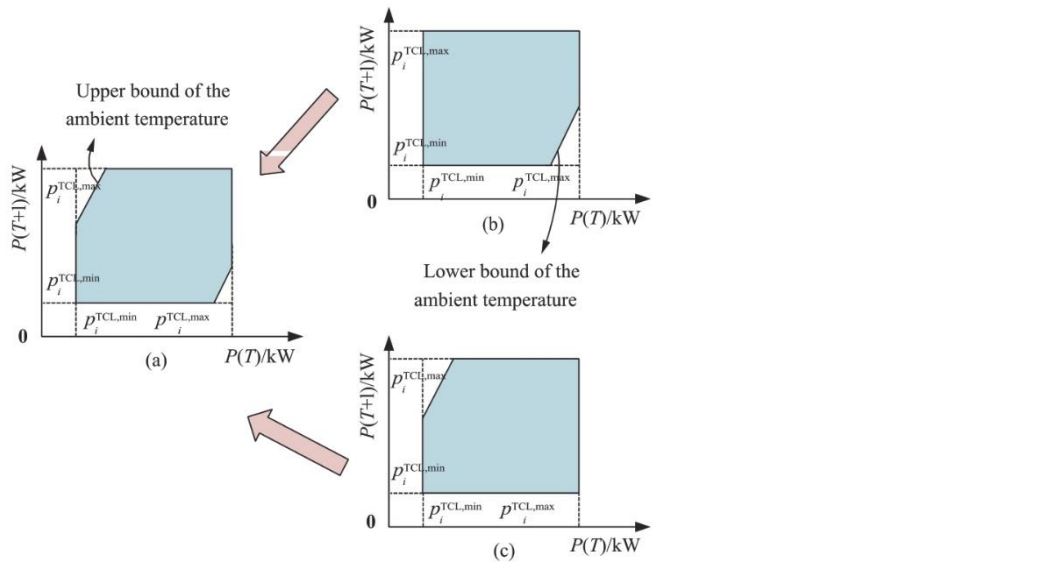 Upper bound of the
ambient temperature
P(T+1)/kW
p_i^TCL,max
p_i^TCL,min
p_i^TCL,min
p_i^TCL,max
0
P(T)/kW
(a)
P(T+1)/kW
p_i^TCL,max
p_i^TCL,min
p_i^TCL,min
p_i^TCL,max
0
P(T)/kW
(b)
Lower bound of the
ambient temperature
P(T+1)/kW
p_i^TCL,max
p_i^TCL,min
p_i^TCL,min
p_i^TCL,max
0
P(T)/kW
(c)